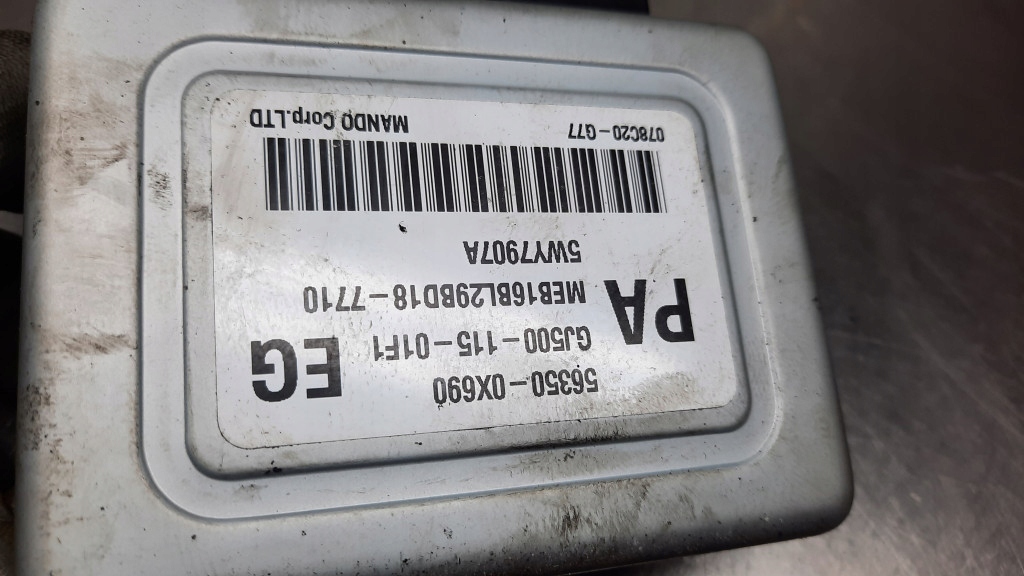 56350-0X690
EG
GJ500-115-01F1
PA
MEB16BL29BD18-7710
5WY7907A
078C20-G77 MANDO Corp.LTD